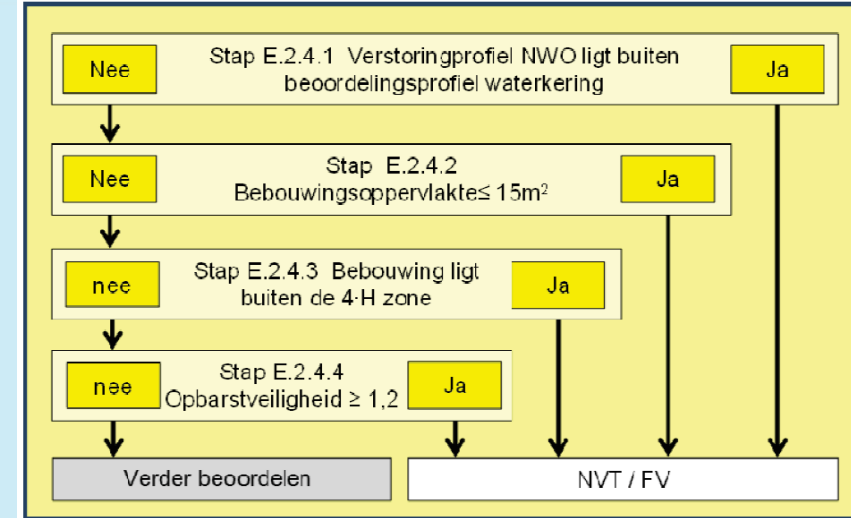 Nee
Stap E.2.4.1 Verstoringprofiel NWO ligt buiten
beoordelingsprofiel waterkering
Ja
Nee
Stap E.2.4.2
Bebouwingsoppervlakte≤ 15m²
Ja
nee
Stap E.2.4.3 Bebouwing ligt
buiten de 4·H zone
Ja
nee
Stap E.2.4.4
Opbarstveiligheid ≥ 1,2
Ja
Verder beoordelen
NVT / FV